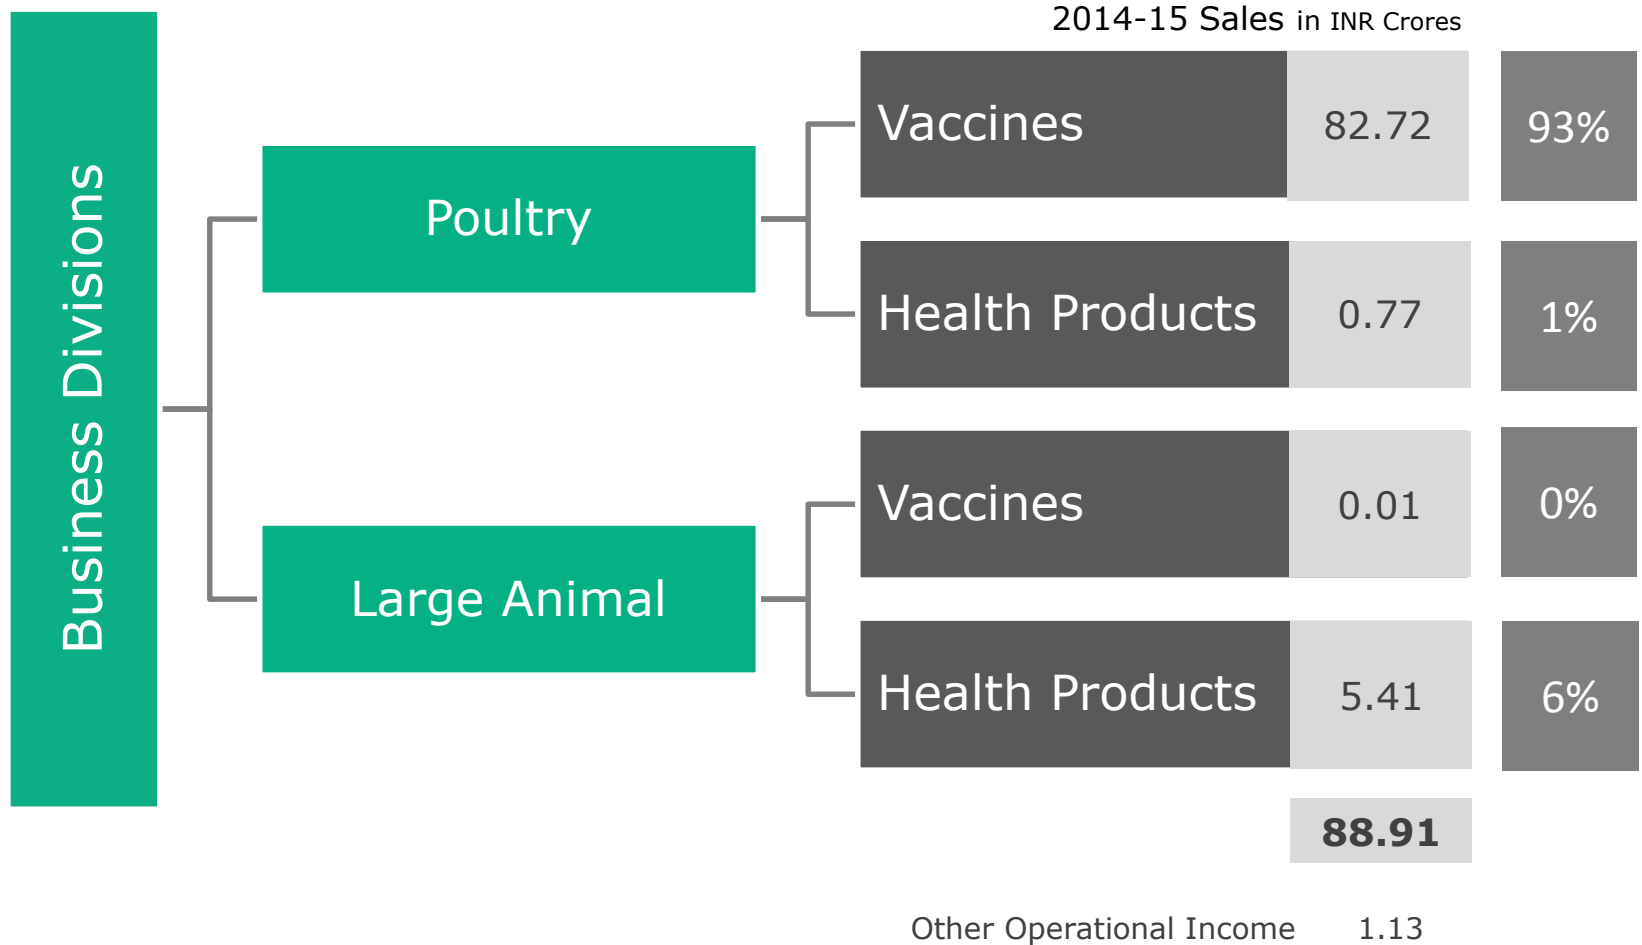 2014-15 Sales in INR Crores
Business Divisions
Poultry
Vaccines 82.72 93%
Health Products 0.77 1%
Large Animal
Vaccines 0.01 0%
Health Products 5.41 6%
88.91
Other Operational Income 1.13